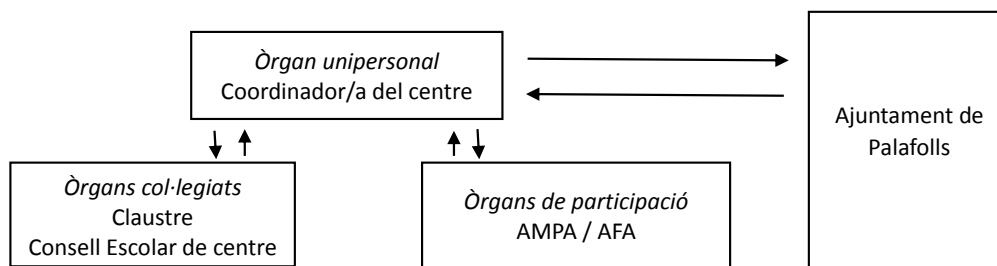 Òrgan unipersonal
Coordinador/a del centre
Ajuntament de
Palafolls
Òrgans col·legiats
Claustre
Consell Escolar de centre
Òrgans de participació
AMPA / AFA